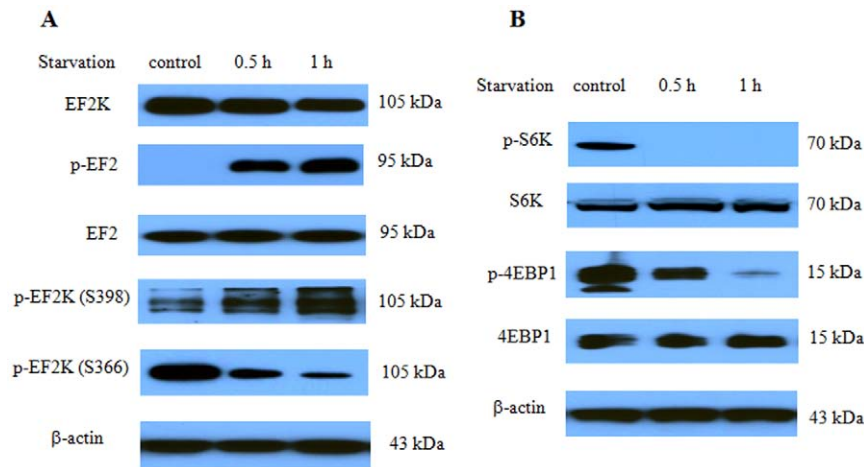 A
Starvation control 0.5 h 1 h
EF2K 105 kDa
p-EF2 95 kDa
EF2 95 kDa
p-EF2K (S398) 105 kDa
p-EF2K (S366) 105 kDa
β-actin 43 kDa
B
Starvation control 0.5 h 1 h
p-S6K 70 kDa
S6K 70 kDa
p-4EBP1 15 kDa
4EBP1 15 kDa
β-actin 43 kDa